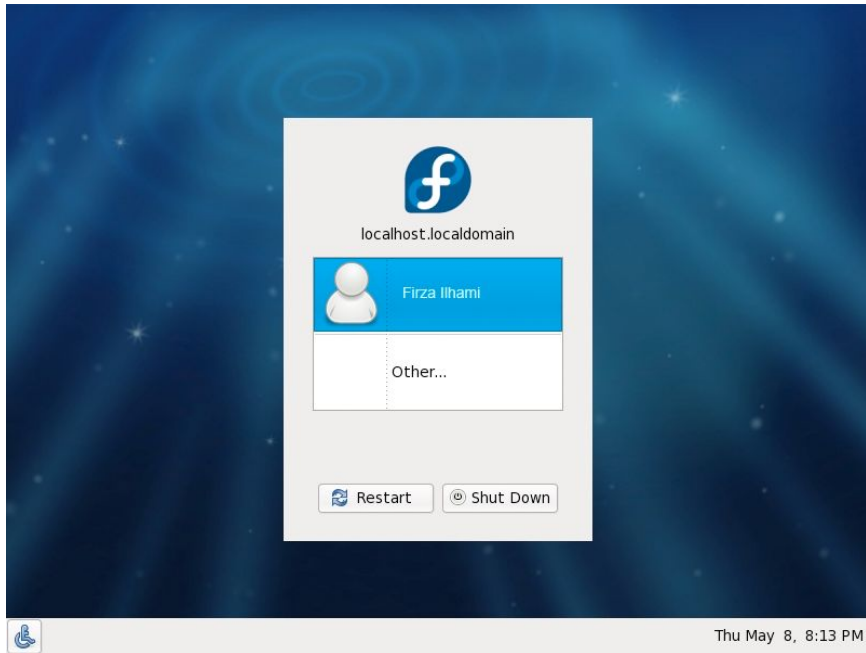 localhost.localdomain
Firza Ilhami
Other...
Restart
Shut Down
Thu May 8, 8:13 PM